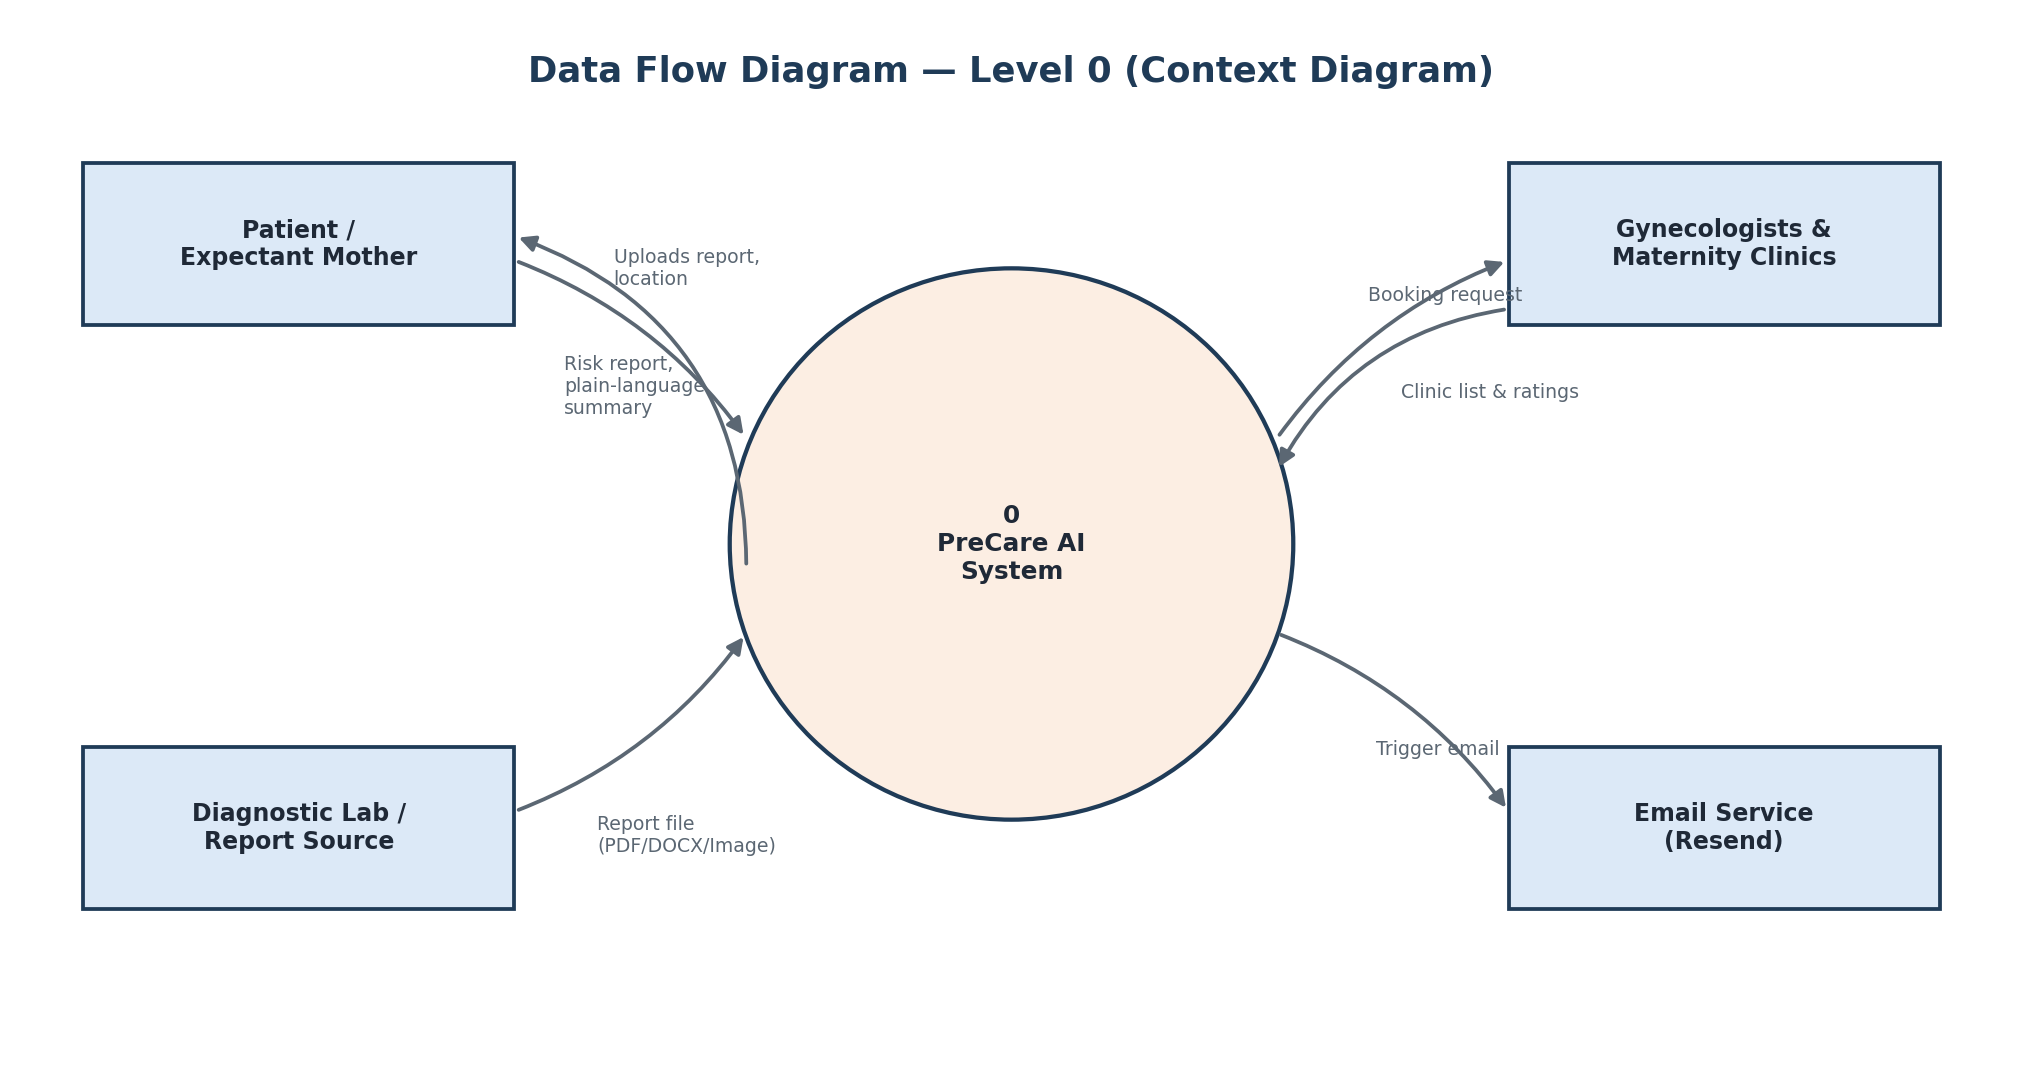 Data Flow Diagram — Level 0 (Context Diagram)
Patient /
Expectant Mother
Gynecologists &
Maternity Clinics
Uploads report,
location
Booking request
Risk report,
plain-language
summary
Clinic list & ratings
0
PreCare AI
System
Trigger email
Diagnostic Lab /
Report Source
Report file
(PDF/DOCX/Image)
Email Service
(Resend)